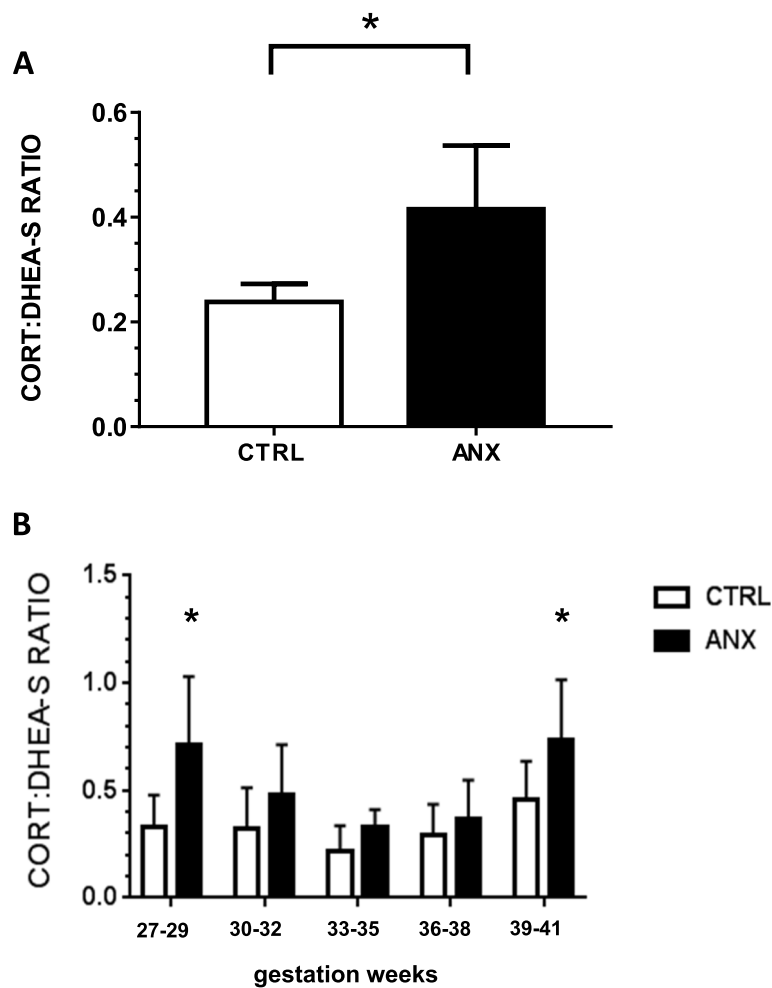 *
A
0.6
0.4
0.2
0.0
CORT:DHEA-S RATIO
CTRL ANX
B
1.5
1.0
0.5
0.0
CORT:DHEA-S RATIO
* *
CTRL
ANX
27-29 30-32 33-35 36-38 39-41
gestation weeks